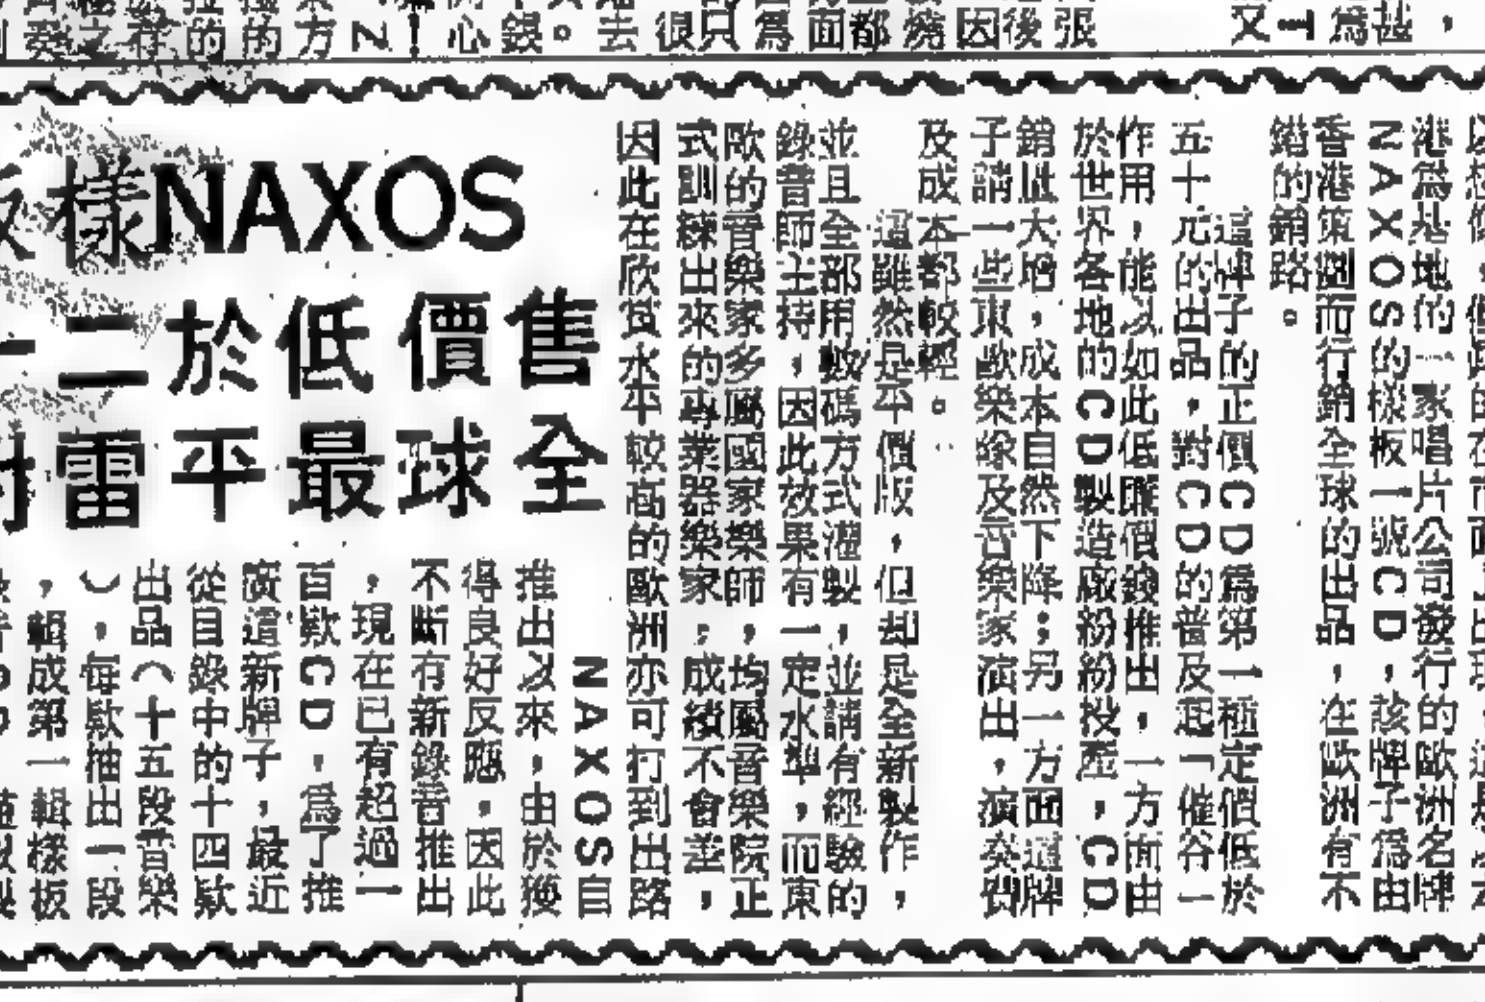 全球最平雷射
售價低於二十
NAXOS樣板
港為基地的一家唱片公司發行的歐洲名牌
NAXOS的樣板一號CD，該牌子為由
香港策劃而行銷全球的出品，在歐洲有不
錯的銷路。
這牌子的正價CD為第一種定價低於
五十元的出品，對CD的普及起「催谷」
作用，能以如此低廉價錢推出，一方面由
於世界各地的CD製造廠紛紛投產，CD
銷量大增，成本自然下降；另一方面這牌
子請一些東歐樂隊及音樂家演出，演奏費
及成本都較輕。
這雖然是平價版，但却是全新製作，
並且全部用數碼方式灌製，並請有經驗的
錄音師主持，因此效果有一定水準，而東
歐的音樂家多屬國家樂師，均屬音樂院正
式訓練出來的專業器樂家，成績不會差，
因此在欣賞水平較高的歐洲亦可打到出路
NAXOS自
推出以來，由於獲
得良好反應，因此
不斷有新錄音推出
，現在已有超過一
百款CD，為了推
廣這新牌子，最近
從目錄中的十四款
出品（十五段音樂
），每款抽出一段
，輯成第一輯樣板